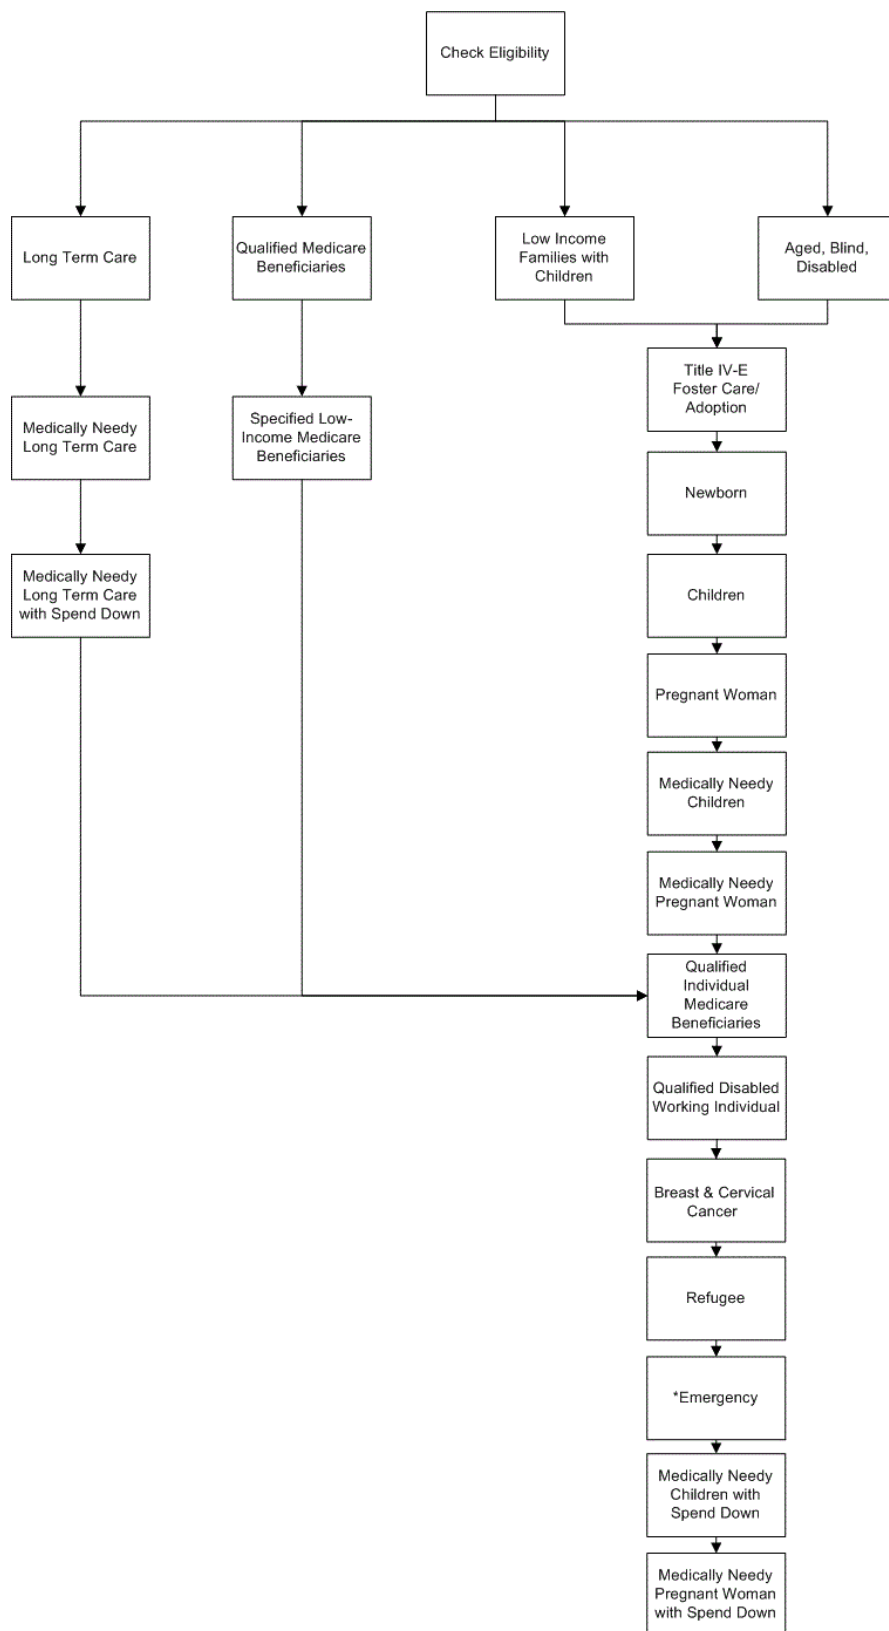 Check Eligibility
Long Term Care
Qualified Medicare
Beneficiaries
Low Income
Families with
Children
Aged, Blind,
Disabled
Title IV-E
Foster Care/
Adoption
Medically Needy
Long Term Care
Specified Low-
Income Medicare
Beneficiaries
Newborn
Medically Needy
Long Term Care
with Spend Down
Children
Pregnant Woman
Medically Needy
Children
Medically Needy
Pregnant Woman
Qualified
Individual
Medicare
Beneficiaries
Qualified Disabled
Working Individual
Breast & Cervical
Cancer
Refugee
*Emergency
Medically Needy
Children with
Spend Down
Medically Needy
Pregnant Woman
with Spend Down